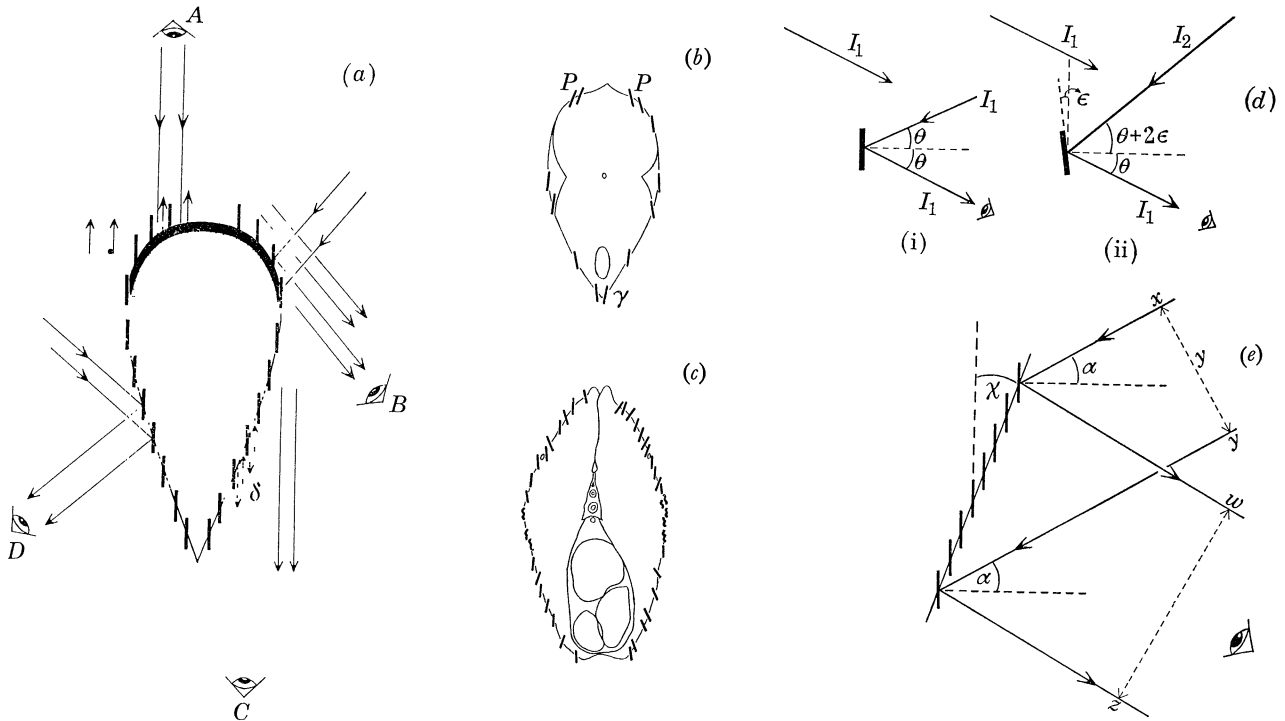 A
(a)
B
δ
D
C
(b)
P P
γ
(c)
(d)
I₁
I₁
θ
θ
I₁
(i)
I₁
I₂
ϵ
θ+2ϵ
θ
I₁
(ii)
(e)
x
y
α
χ
y
w
α
z